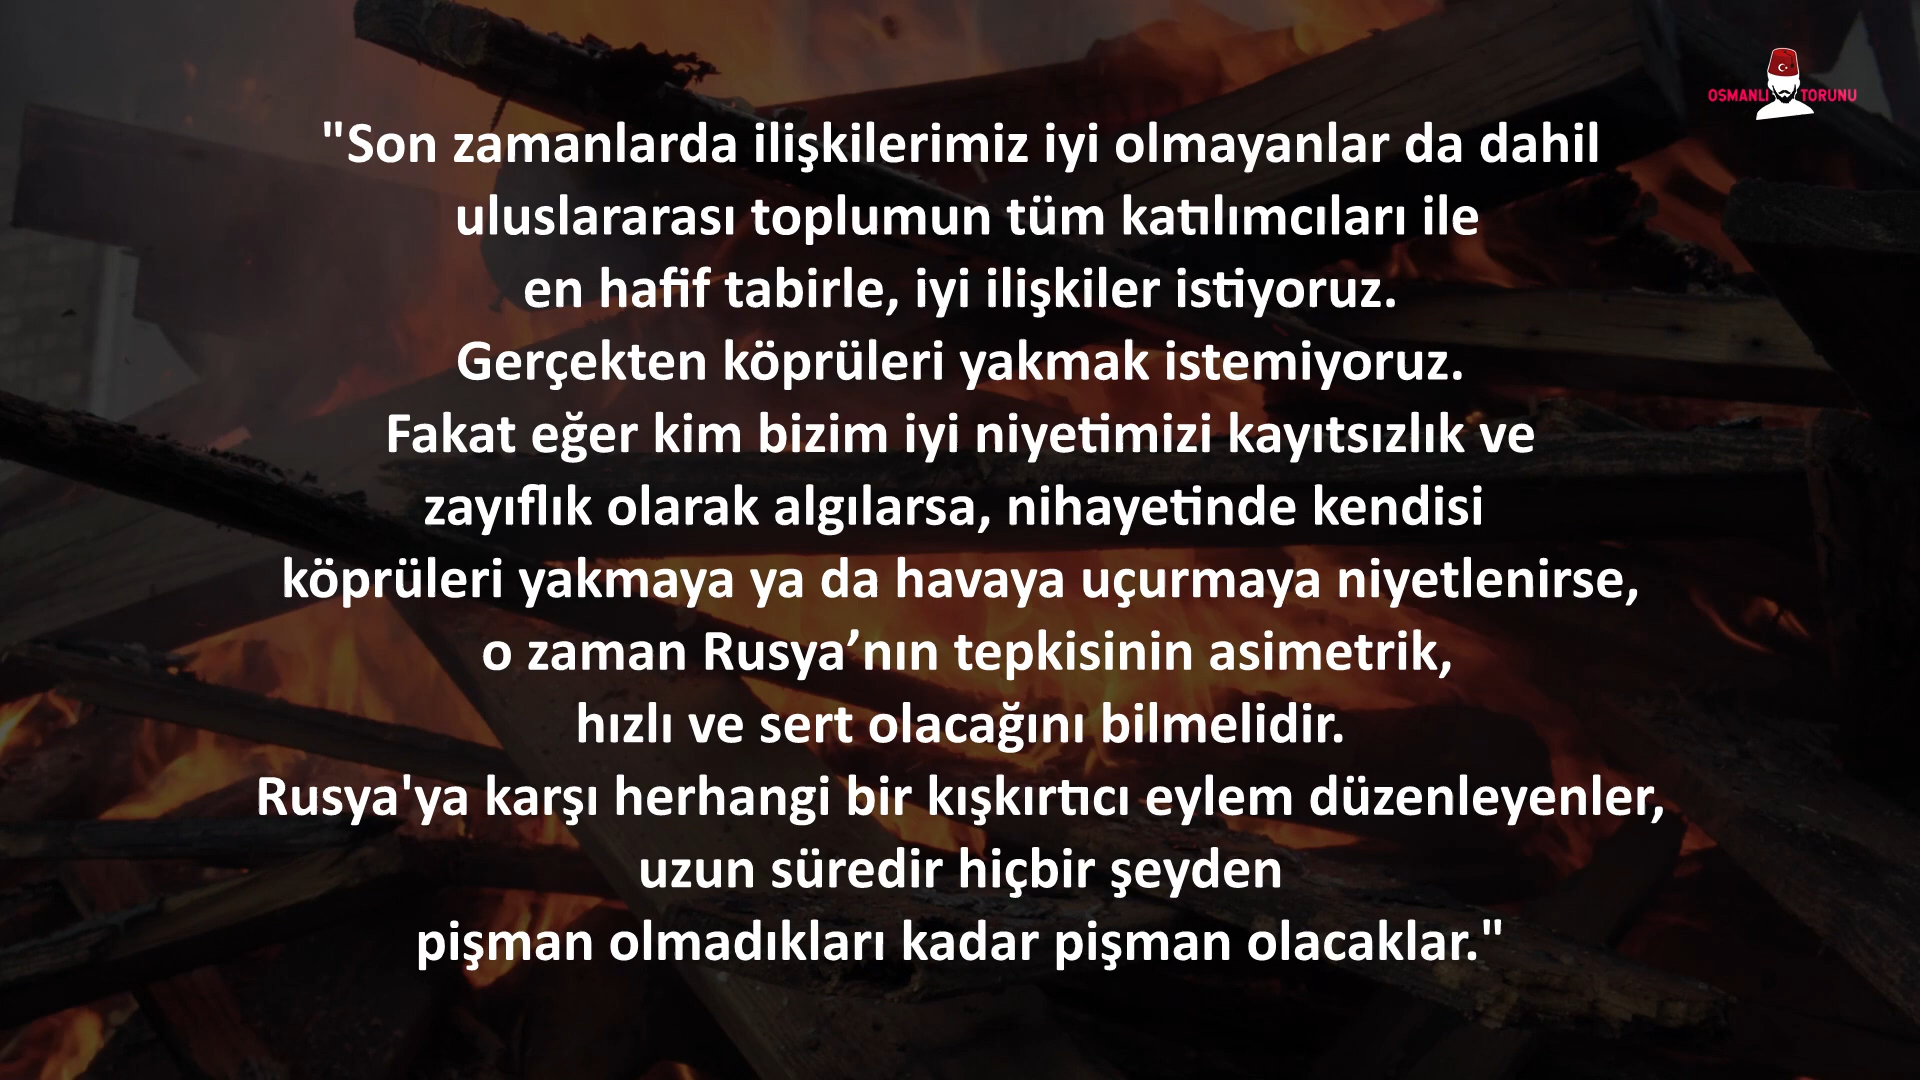 OSMANLI TORUNU
"Son zamanlarda ilişkilerimiz iyi olmayanlar da dahil
uluslararası toplumun tüm katılımcıları ile
en hafif tabirle, iyi ilişkiler istiyoruz.
Gerçekten köprüleri yakmak istemiyoruz.
Fakat eğer kim bizim iyi niyetimizi kayıtsızlık ve
zayıflık olarak algılarsa, nihayetinde kendisi
köprüleri yakmaya ya da havaya uçurmaya niyetlenirse,
o zaman Rusya’nın tepkisinin asimetrik,
hızlı ve sert olacağını bilmelidir.
Rusya'ya karşı herhangi bir kışkırtıcı eylem düzenleyenler,
uzun süredir hiçbir şeyden
pişman olmadıkları kadar pişman olacaklar."